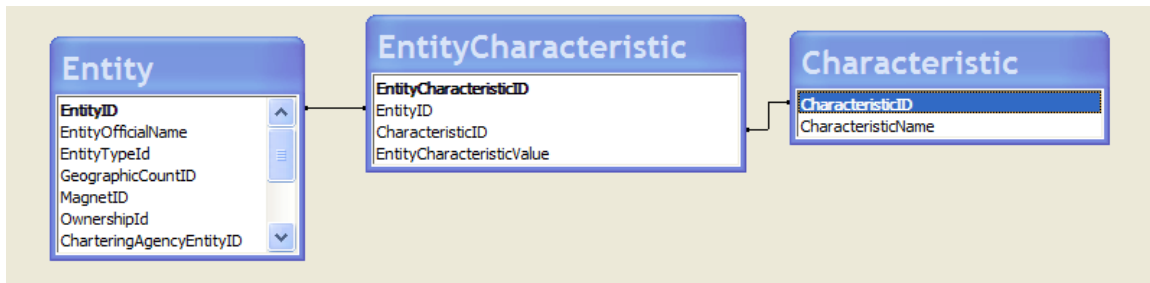 Entity
EntityID
EntityOfficialName
EntityTypeId
GeographicCountID
MagnetID
OwnershipId
CharteringAgencyEntityID
EntityCharacteristic
EntityCharacteristicID
EntityID
CharacteristicID
EntityCharacteristicValue
Characteristic
CharacteristicID
CharacteristicName